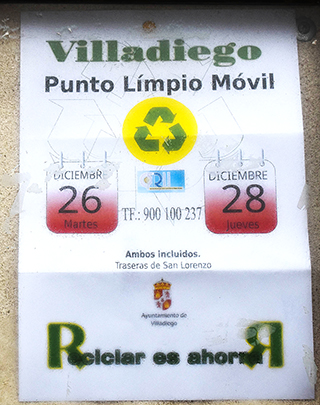 Villadiego
Punto Límpio Móvil
DICIEMBRE
26
Martes
DICIEMBRE
28
Jueves
TF.: 900 100 237
Ambos incluidos.
Traseras de San Lorenzo
Ayuntamiento de
Villadiego
Reciclar es ahorraR